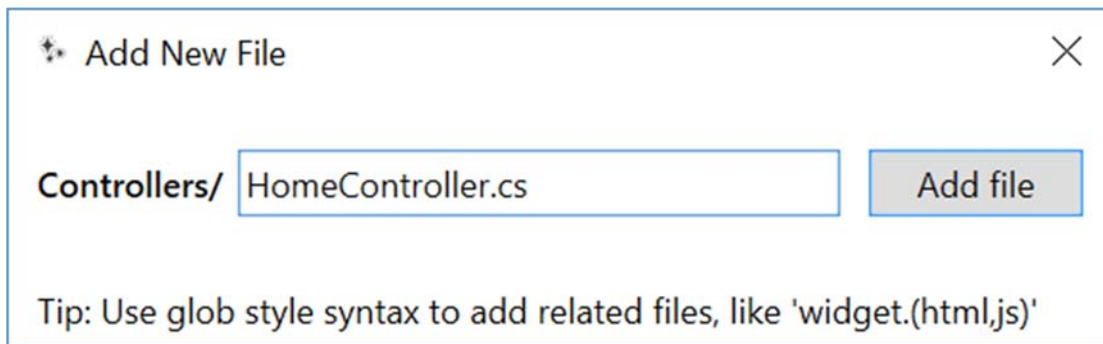 Add New File
Controllers/ HomeController.cs Add file
Tip: Use glob style syntax to add related files, like 'widget.(html,js)'